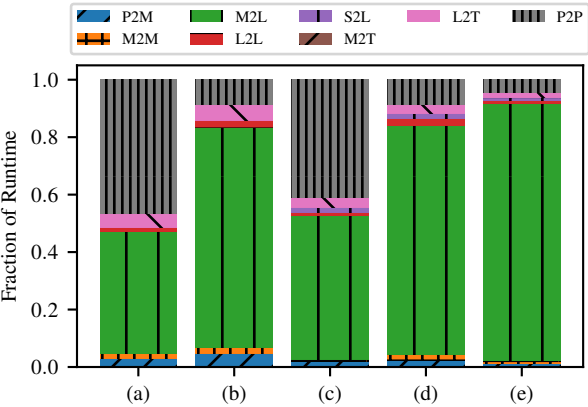 P2M M2L S2L L2T P2P
M2M L2L M2T
1.0
0.8
0.6
0.4
0.2
0.0
Fraction of Runtime
(a) (b) (c) (d) (e)